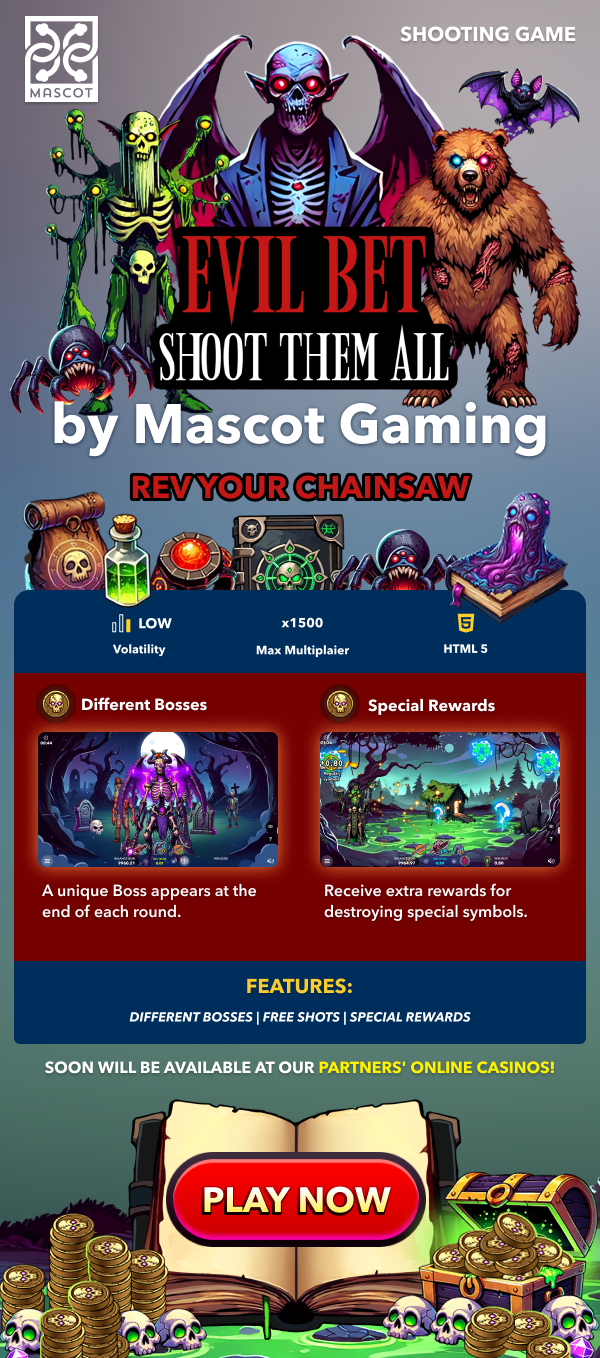 MASCOT
SHOOTING GAME
EVIL BET
SHOOT THEM ALL
by Mascot Gaming
REV YOUR CHAINSAW
LOW
Volatility
x1500
Max Multiplaier
5
HTML 5
Different Bosses
Special Rewards
00:44
A unique Boss appears at the
end of each round.
Receive extra rewards for
destroying special symbols.
FEATURES:
DIFFERENT BOSSES | FREE SHOTS | SPECIAL REWARDS
SOON WILL BE AVAILABLE AT OUR PARTNERS' ONLINE CASINOS!
PLAY NOW